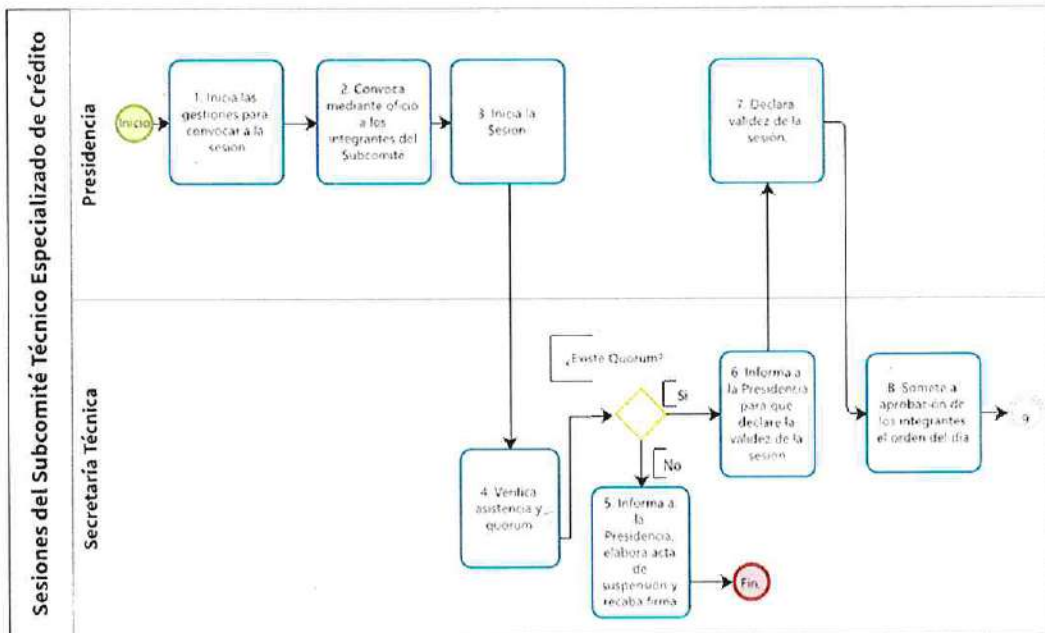 Sesiones del Subcomité Técnico Especializado de Crédito
Presidencia
Inicio
1. Inicia las
gestiones para
convocar a la
sesión
2. Convoca
mediante oficio
a los
integrantes del
Subcomité
3. Inicia la
Sesión
7. Declara
validez de la
sesión.
Secretaría Técnica
4. Verifica
asistencia y
quorum
¿Existe Quorum?
Si
No
5. Informa a
la
Presidencia,
elabora acta
de
suspensión y
recaba firma
Fin.
6. Informa a
la Presidencia
para que
declare la
validez de la
sesión
8. Somete a
aprobación de
los integrantes
el orden del día
9